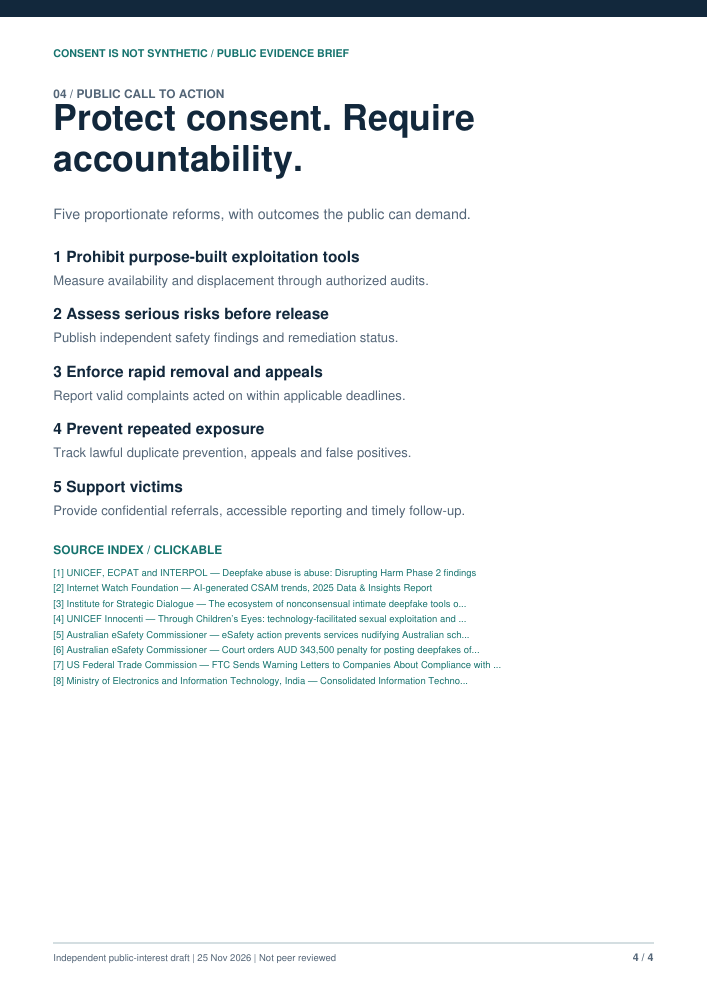 CONSENT IS NOT SYNTHETIC / PUBLIC EVIDENCE BRIEF
04 / PUBLIC CALL TO ACTION
Protect consent. Require
accountability.
Five proportionate reforms, with outcomes the public can demand.
1 Prohibit purpose-built exploitation tools
Measure availability and displacement through authorized audits.
2 Assess serious risks before release
Publish independent safety findings and remediation status.
3 Enforce rapid removal and appeals
Report valid complaints acted on within applicable deadlines.
4 Prevent repeated exposure
Track lawful duplicate prevention, appeals and false positives.
5 Support victims
Provide confidential referrals, accessible reporting and timely follow-up.
SOURCE INDEX / CLICKABLE
[1] UNICEF, ECPAT and INTERPOL — Deepfake abuse is abuse: Disrupting Harm Phase 2 findings
[2] Internet Watch Foundation — AI-generated CSAM trends, 2025 Data & Insights Report
[3] Institute for Strategic Dialogue — The ecosystem of nonconsensual intimate deepfake tools o...
[4] UNICEF Innocenti — Through Children’s Eyes: technology-facilitated sexual exploitation and ...
[5] Australian eSafety Commissioner — eSafety action prevents services nudifying Australian sch...
[6] Australian eSafety Commissioner — Court orders AUD 343,500 penalty for posting deepfakes of...
[7] US Federal Trade Commission — FTC Sends Warning Letters to Companies About Compliance with ...
[8] Ministry of Electronics and Information Technology, India — Consolidated Information Techno...
Independent public-interest draft | 25 Nov 2026 | Not peer reviewed
4 / 4